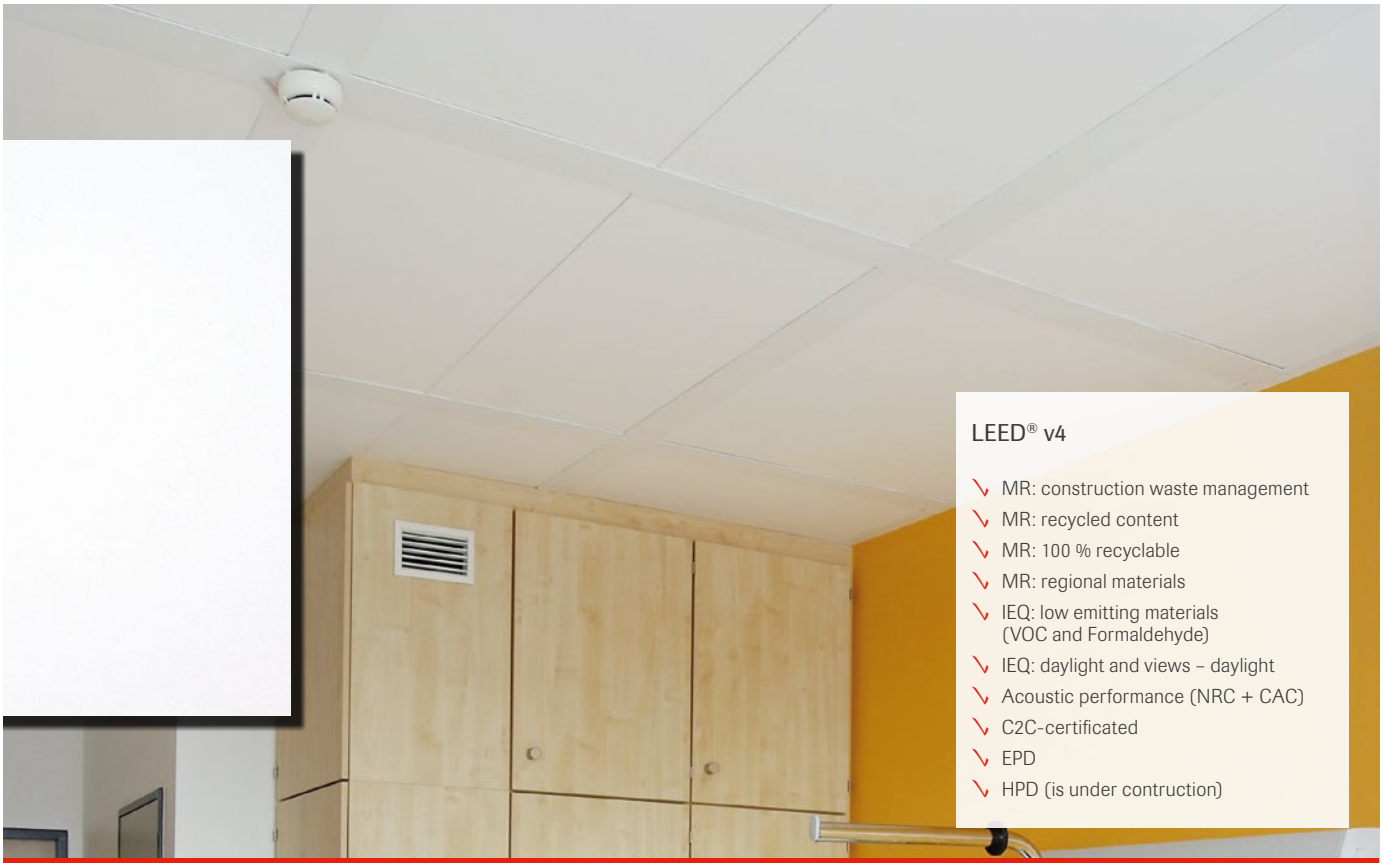 LEED® v4
MR: construction waste management
MR: recycled content
MR: 100 % recyclable
MR: regional materials
IEQ: low emitting materials
(VOC and Formaldehyde)
IEQ: daylight and views – daylight
Acoustic performance (NRC + CAC)
C2C-certificated
EPD
HPD (is under contruction)